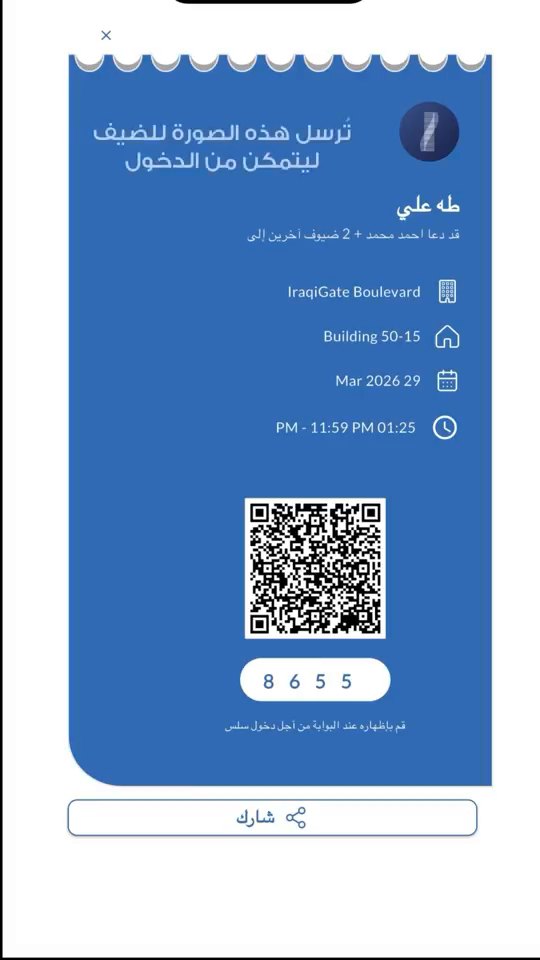 ×
تُرسل هذه الصورة للضيف
ليتمكن من الدخول
طه علي
قد دعا احمد محمد + 2 ضيوف آخرين إلى
IraqiGate Boulevard
Building 50-15
Mar 2026 29
PM - 11:59 PM 01:25
8 6 5 5
قم بإظهاره عند البوابة من أجل دخول سلس
شارك